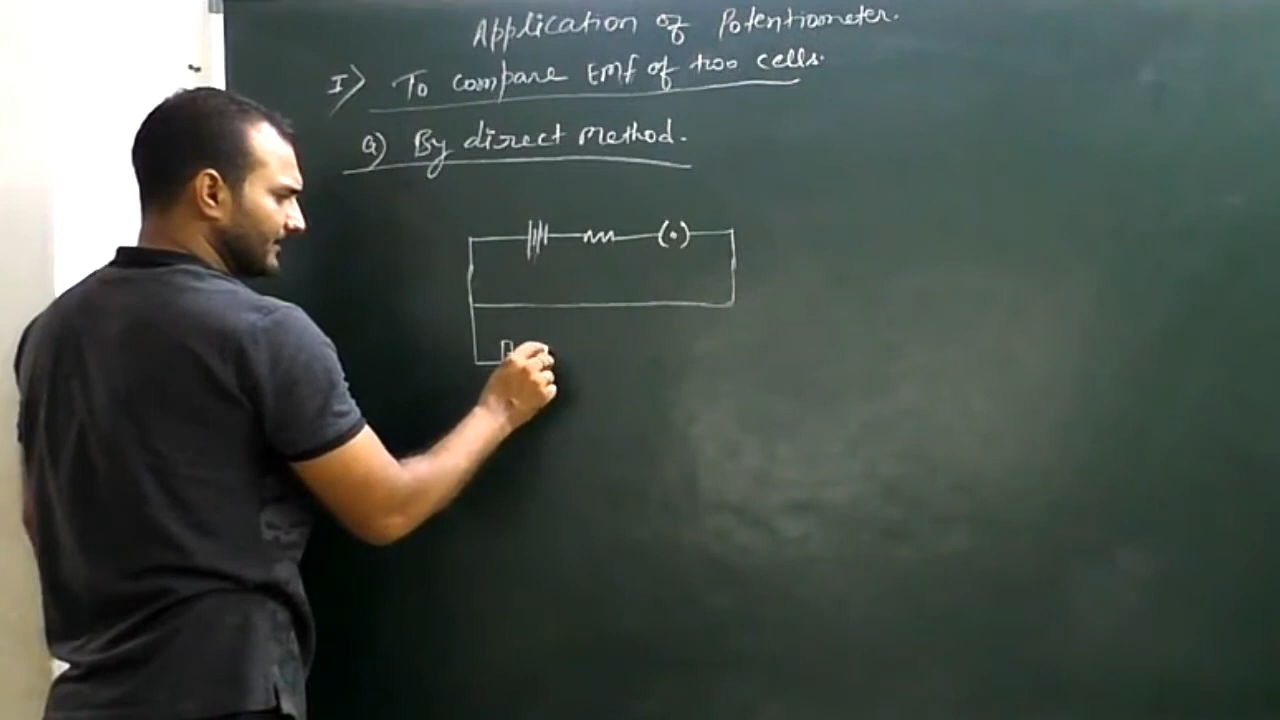 Application of Potentiometer.
I) To compare EMf of two cells.
a) By direct Method.